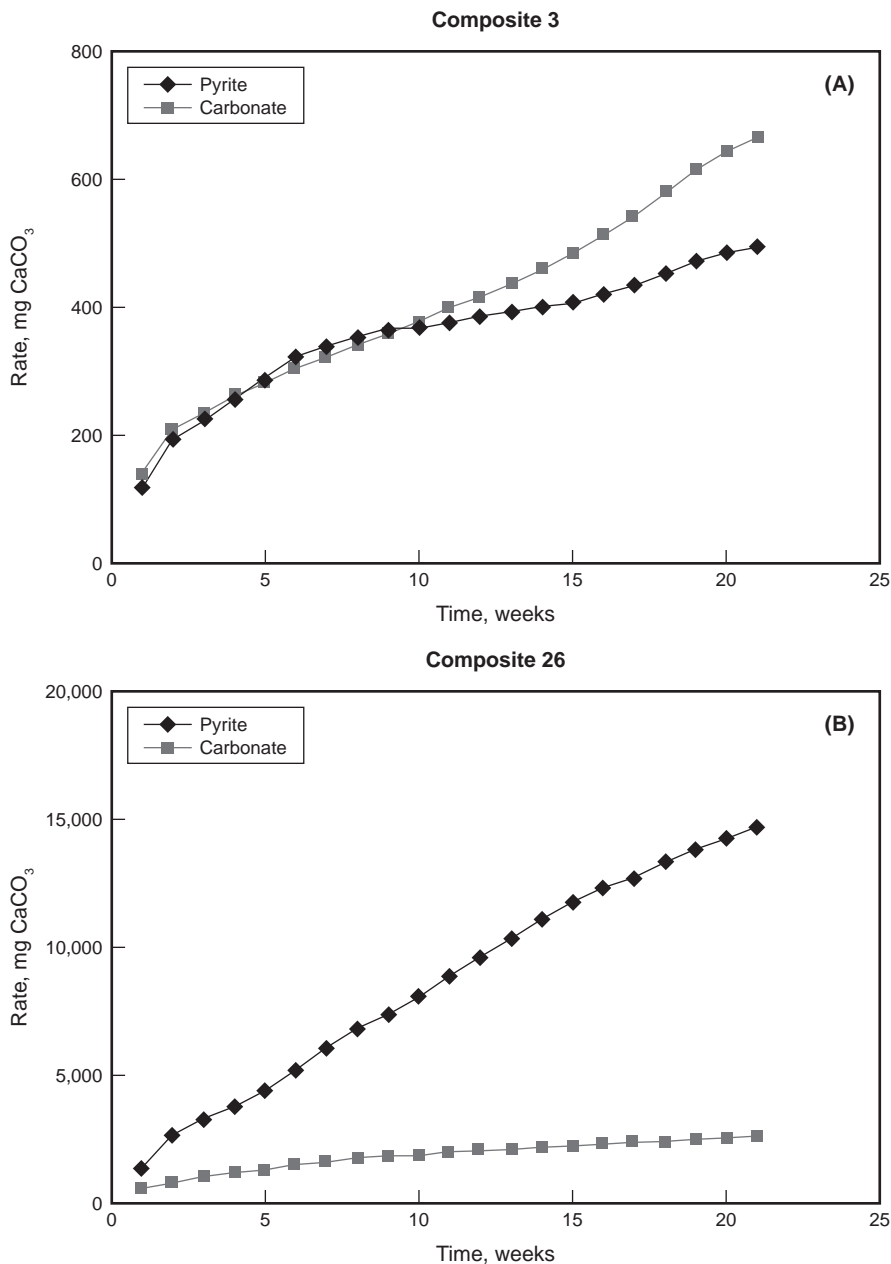 Composite 3
800
Pyrite
Carbonate
(A)
600
400
200
0
Rate, mg CaCO₃
0 5 10 15 20 25
Time, weeks
Composite 26
20,000
Pyrite
Carbonate
(B)
15,000
10,000
5,000
0
Rate, mg CaCO₃
0 5 10 15 20 25
Time, weeks